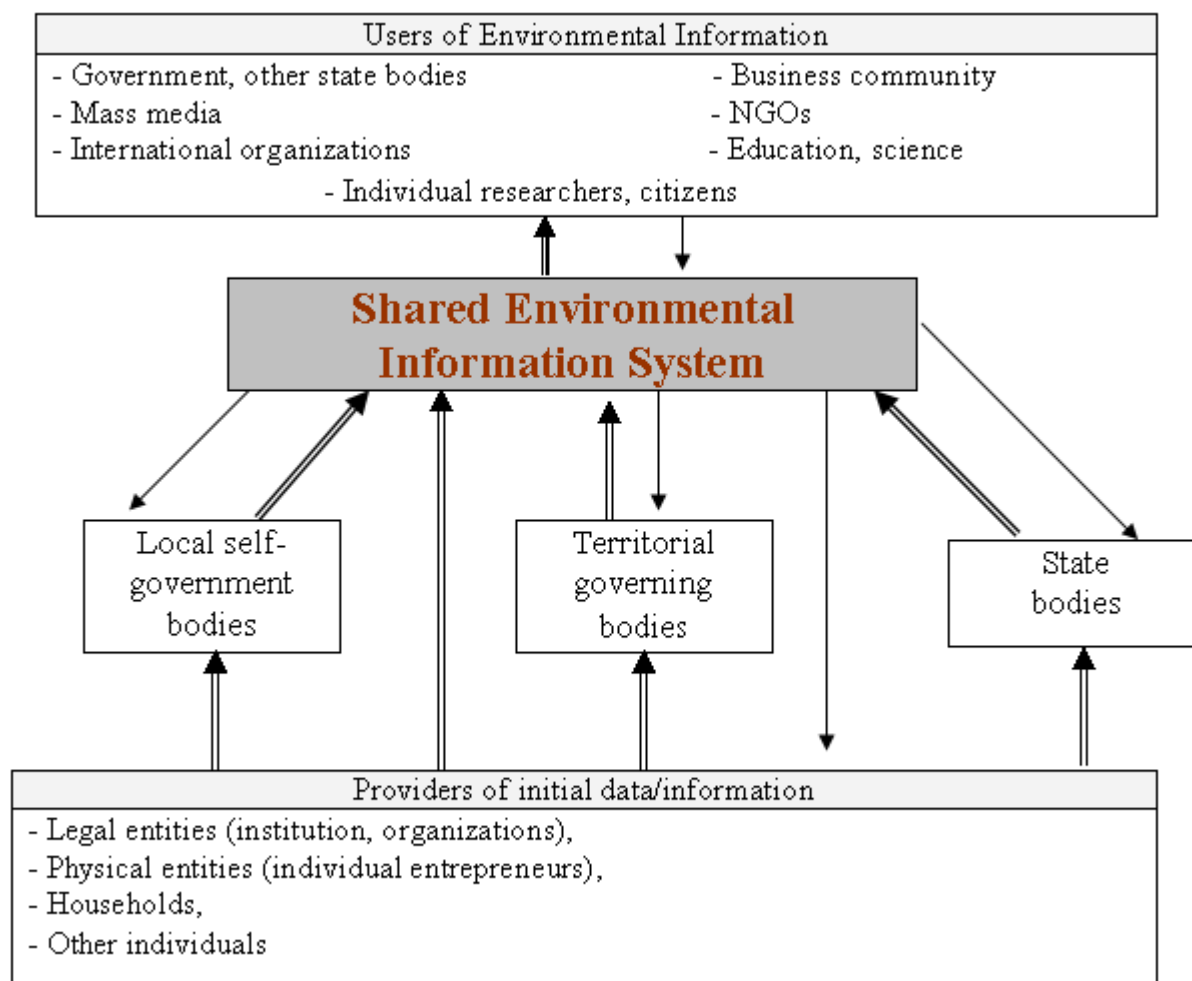 Users of Environmental Information
- Government, other state bodies
- Business community
- Mass media
- NGOs
- International organizations
- Education, science
- Individual researchers, citizens
Shared Environmental
Information System
Local self-
government
bodies
Territorial
governing
bodies
State
bodies
Providers of initial data/information
- Legal entities (institution, organizations),
- Physical entities (individual entrepreneurs),
- Households,
- Other individuals